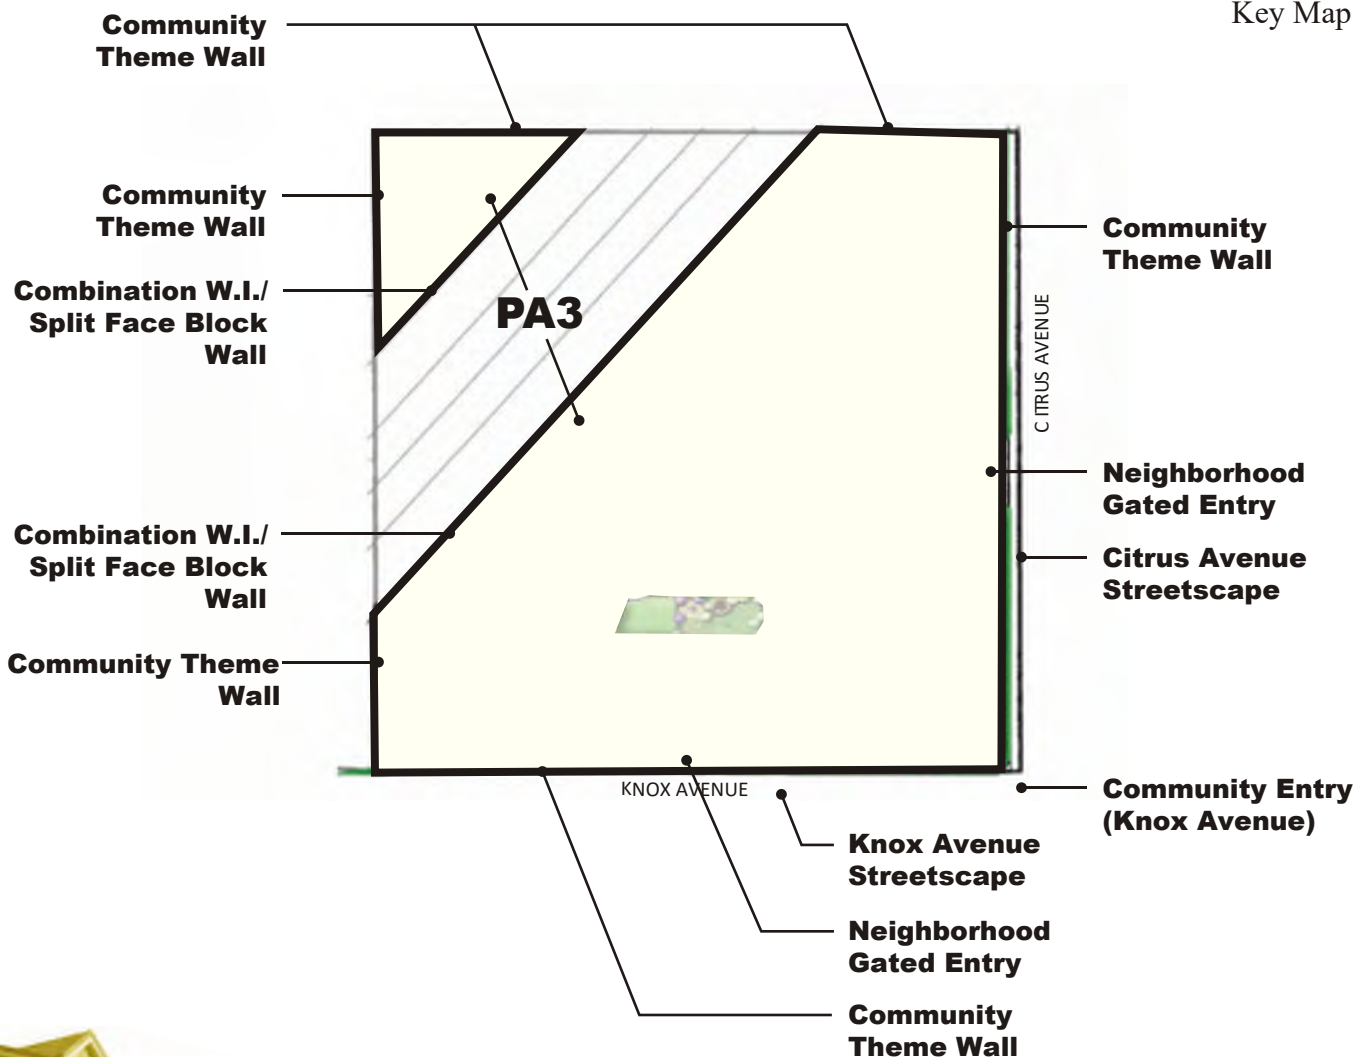 Key Map
Community
Theme Wall
Community
Theme Wall
Combination W.I./
Split Face Block
Wall
PA3
Combination W.I./
Split Face Block
Wall
Community Theme
Wall
Community
Theme Wall
CITRUS AVENUE
Neighborhood
Gated Entry
Citrus Avenue
Streetscape
Community Entry
(Knox Avenue)
KNOX AVENUE
Knox Avenue
Streetscape
Neighborhood
Gated Entry
Community
Theme Wall